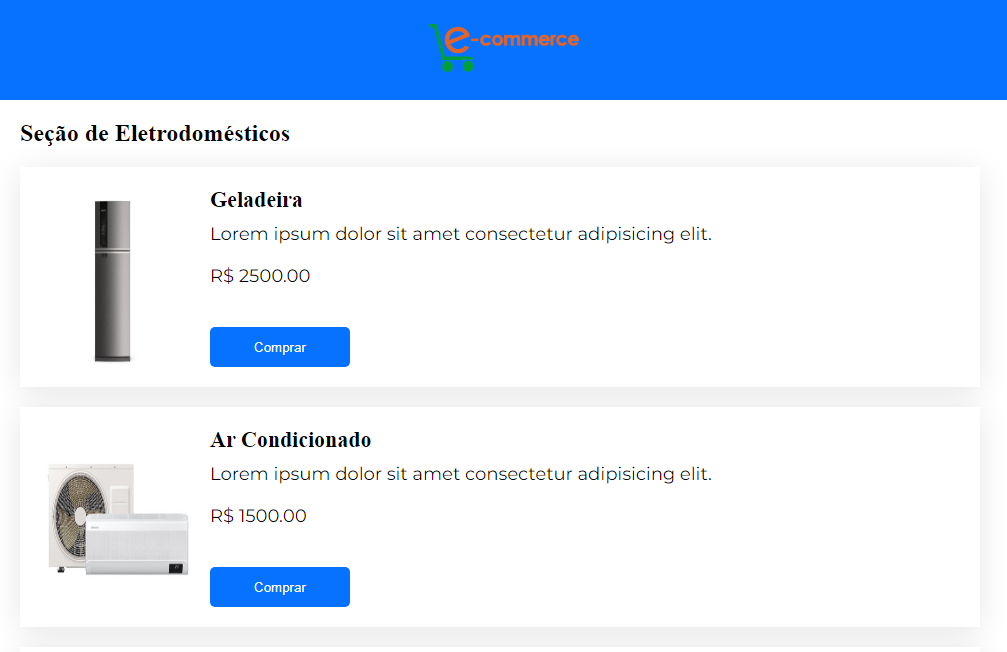 e-commerce
Seção de Eletrodomésticos
Geladeira
Lorem ipsum dolor sit amet consectetur adipisicing elit.
R$ 2500.00
Comprar
Ar Condicionado
Lorem ipsum dolor sit amet consectetur adipisicing elit.
R$ 1500.00
Comprar